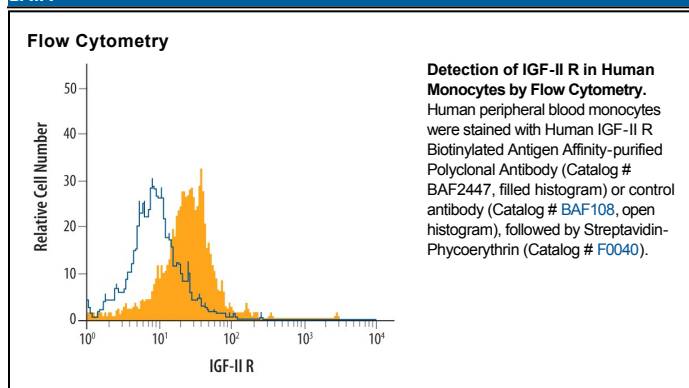 Flow Cytometry
50
40
30
20
10
0
Relative Cell Number
10⁰ 10¹ 10² 10³ 10⁴
IGF-II R
Detection of IGF-II R in Human
Monocytes by Flow Cytometry.
Human peripheral blood monocytes
were stained with Human IGF-II R
Biotinylated Antigen Affinity-purified
Polyclonal Antibody (Catalog #
BAF2447, filled histogram) or control
antibody (Catalog # BAF108, open
histogram), followed by Streptavidin-
Phycoerythrin (Catalog # F0040).